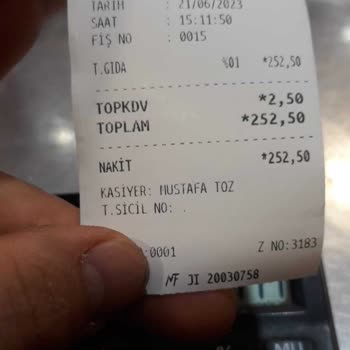 TARİH : 21/06/2023
SAAT : 15:11:50
FİŞ NO : 0015
T.GIDA %01 *252,50
TOPKDV *2,50
TOPLAM *252,50
NAKİT *252,50
KASİYER: MUSTAFA TOZ
T.SİCİL NO: .
:0001 Z NO:3183
MF JI 20030758
% MU